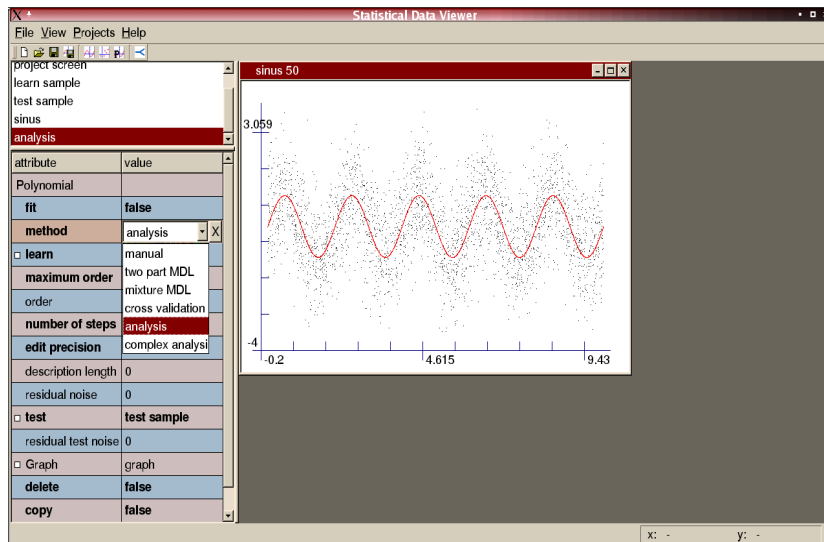 Statistical Data Viewer
File View Projects Help
project screen
learn sample
test sample
sinus
analysis
attribute value
Polynomial
fit false
method analysis X
manual
two part MDL
mixture MDL
cross validation
analysis
complex analysi
learn
maximum order
order
number of steps
edit precision
description length 0
residual noise 0
test test sample
residual test noise 0
Graph graph
delete false
copy false
sinus 50
3.059
-4
-0.2 4.615 9.43
x: - y: -